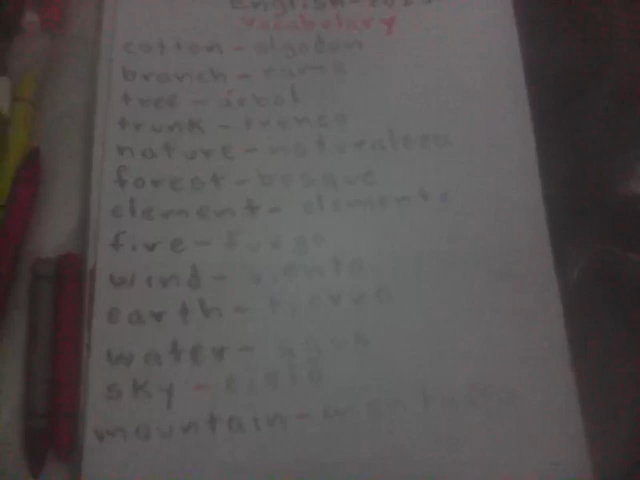 English
Vocabulary
cotton - algodon
branch - rama
tree - árbol
trunk - tronco
nature - naturaleza
forest - bosque
element - elemento
fire - fuego
wind - viento
earth - tierra
water - agua
sky - cielo
mountain - montaña